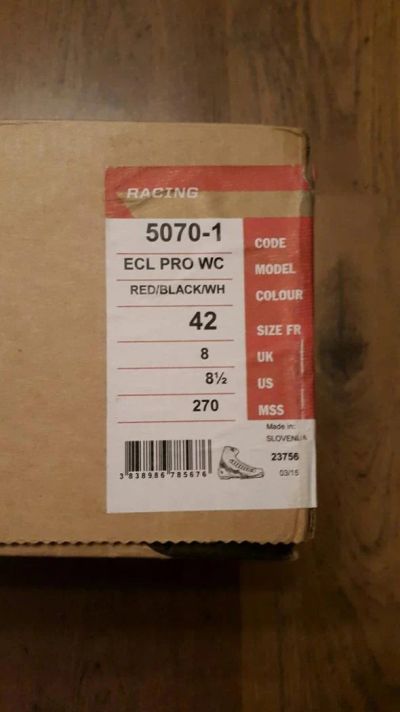 RACING
5070-1 CODE
ECL PRO WC MODEL
RED/BLACK/WH COLOUR
42 SIZE FR
8 UK
8½ US
270 MSS
Made in:
SLOVENIJA
23756
03/15
3 838986 785676